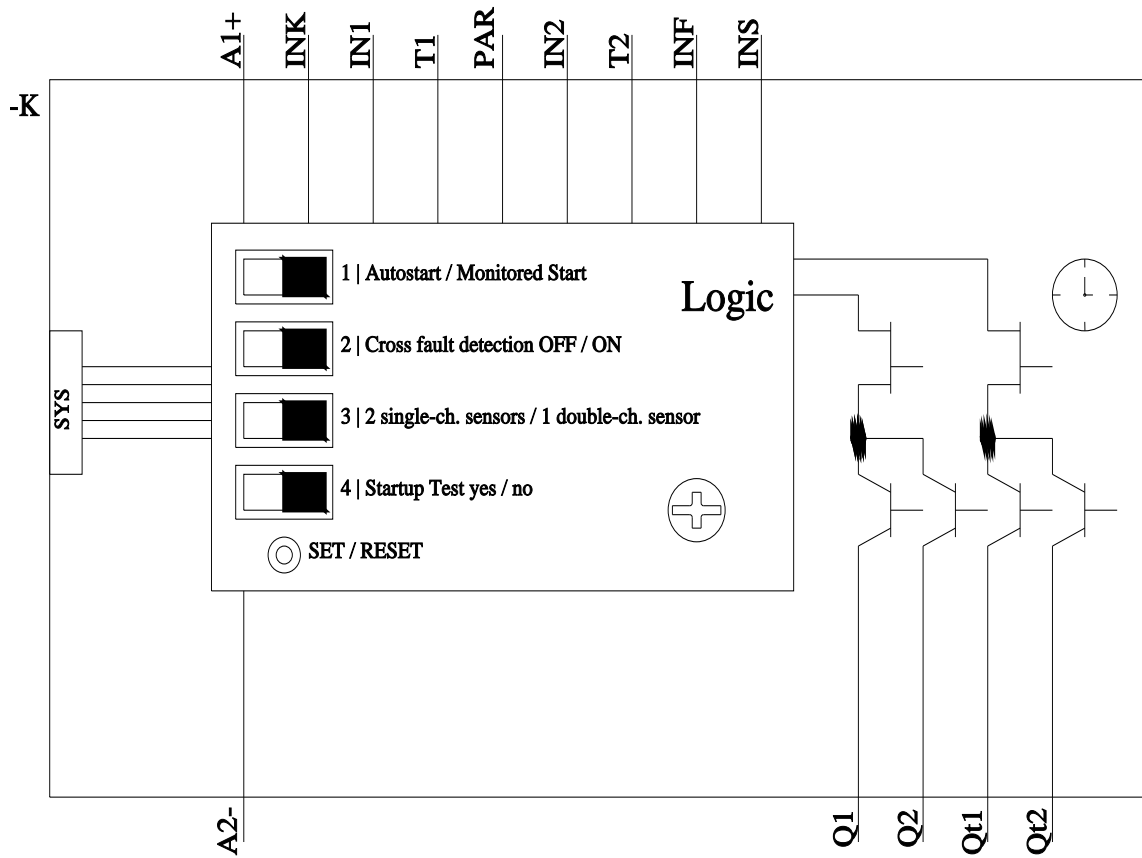 A1+
INK
IN1
T1
PAR
IN2
T2
INF
INS
-K
1 | Autostart / Monitored Start
Logic
2 | Cross fault detection OFF / ON
SYS
3 | 2 single-ch. sensors / 1 double-ch. sensor
4 | Startup Test yes / no
SET / RESET
A2-
Q1
Q2
Qt1
Qt2